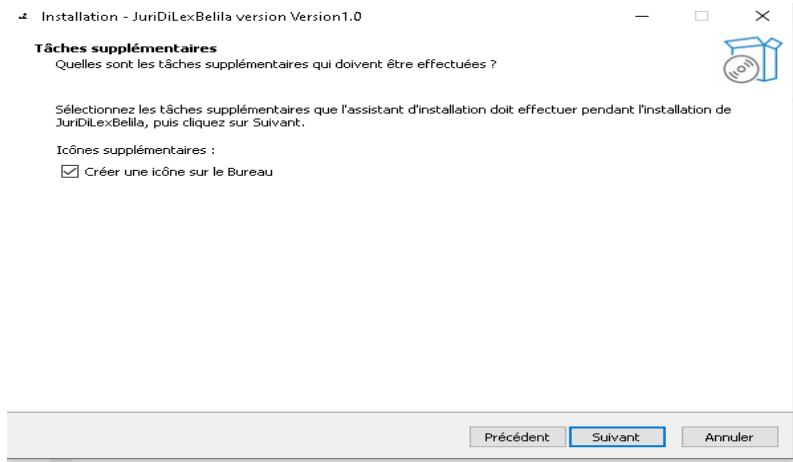 Installation - JuriDiLexBelila version Version1.0
Tâches supplémentaires
Quelles sont les tâches supplémentaires qui doivent être effectuées ?
Sélectionnez les tâches supplémentaires que l'assistant d'installation doit effectuer pendant l'installation de
JuriDiLexBelila, puis cliquez sur Suivant.
Icônes supplémentaires :
Créer une icône sur le Bureau
Précédent Suivant Annuler